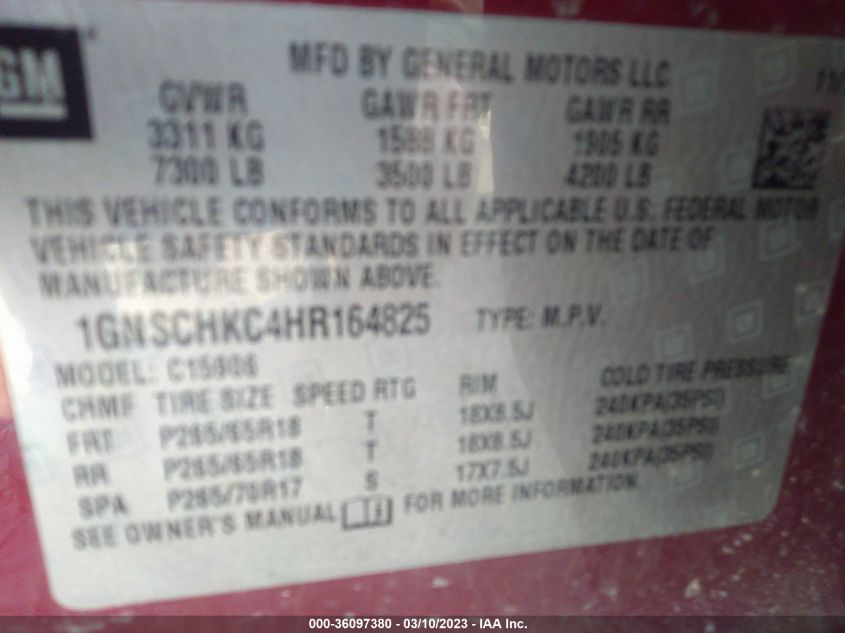 GM
MFD BY GENERAL MOTORS LLC
GVWR GAWR FRT GAWR RR
3311 KG 1588 KG 1905 KG
7300 LB 3500 LB 4200 LB
THIS VEHICLE CONFORMS TO ALL APPLICABLE U.S. FEDERAL MOTOR
VEHICLE SAFETY STANDARDS IN EFFECT ON THE DATE OF
MANUFACTURE SHOWN ABOVE.
1GNSCHKC4HR164825 TYPE: M.P.V.
MODEL: C15606
CHMF TIRE SIZE SPEED RTG RIM COLD TIRE PRESSURE
FRT P265/65R18 T 18X8.5J 240KPA(35PSI)
RR P265/65R18 T 18X8.5J 240KPA(35PSI)
SPA P265/70R17 S 17X7.5J 240KPA(35PSI)
SEE OWNER'S MANUAL FOR MORE INFORMATION.
000-36097380 - 03/10/2023 - IAA Inc.